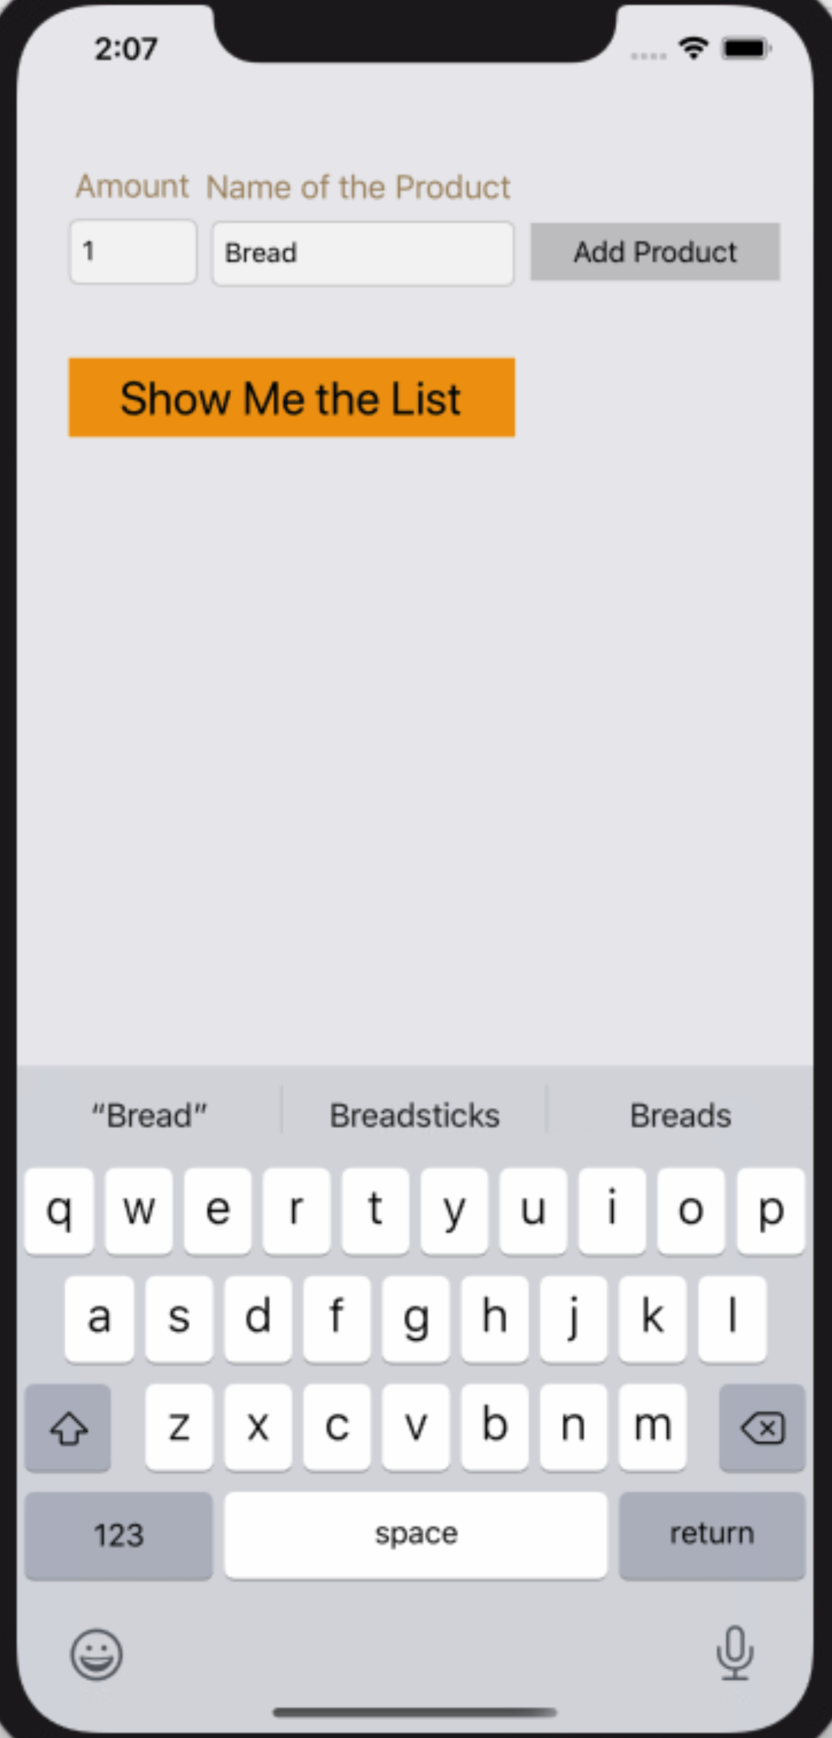 2:07
Amount Name of the Product
1 Bread Add Product
Show Me the List
“Bread” Breadsticks Breads
q w e r t y u i o p
a s d f g h j k l
z x c v b n m
123 space return